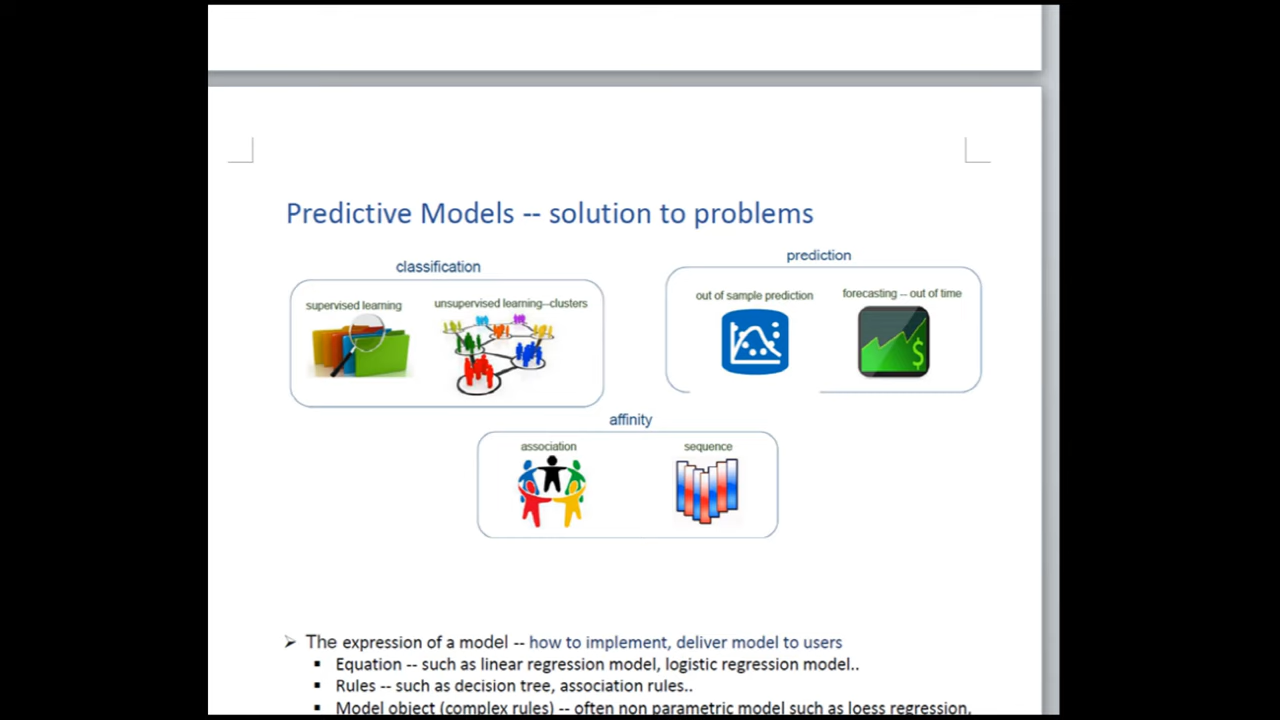 Predictive Models -- solution to problems
classification
prediction
supervised learning
unsupervised learning--clusters
out of sample prediction
forecasting -- out of time
$
affinity
association
sequence
➢ The expression of a model -- how to implement, deliver model to users
▪ Equation -- such as linear regression model, logistic regression model..
▪ Rules -- such as decision tree, association rules..
▪ Model object (complex rules) -- often non parametric model such as loess regression,